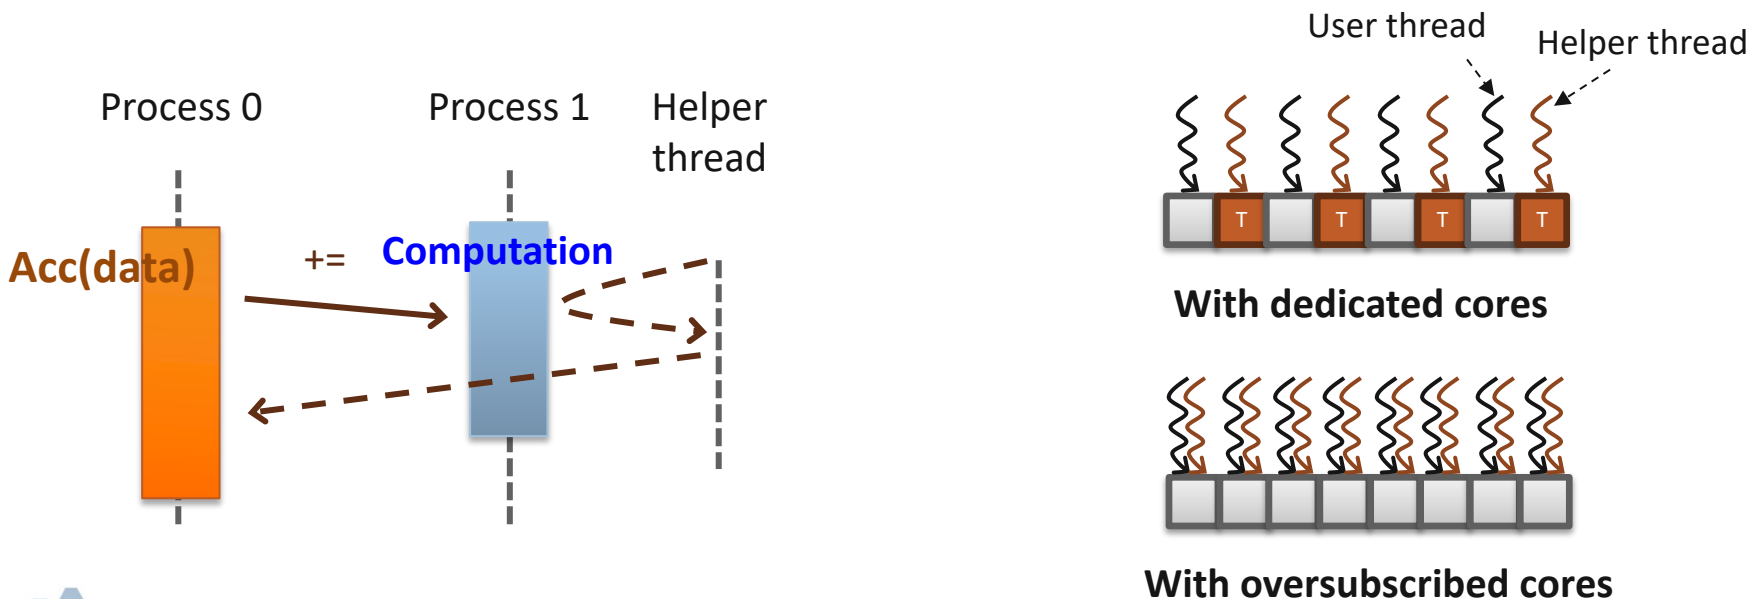 Process 0
Process 1
Helper
thread
Acc(data)
+=
Computation
User thread
Helper thread
T
T
T
T
With dedicated cores
With oversubscribed cores